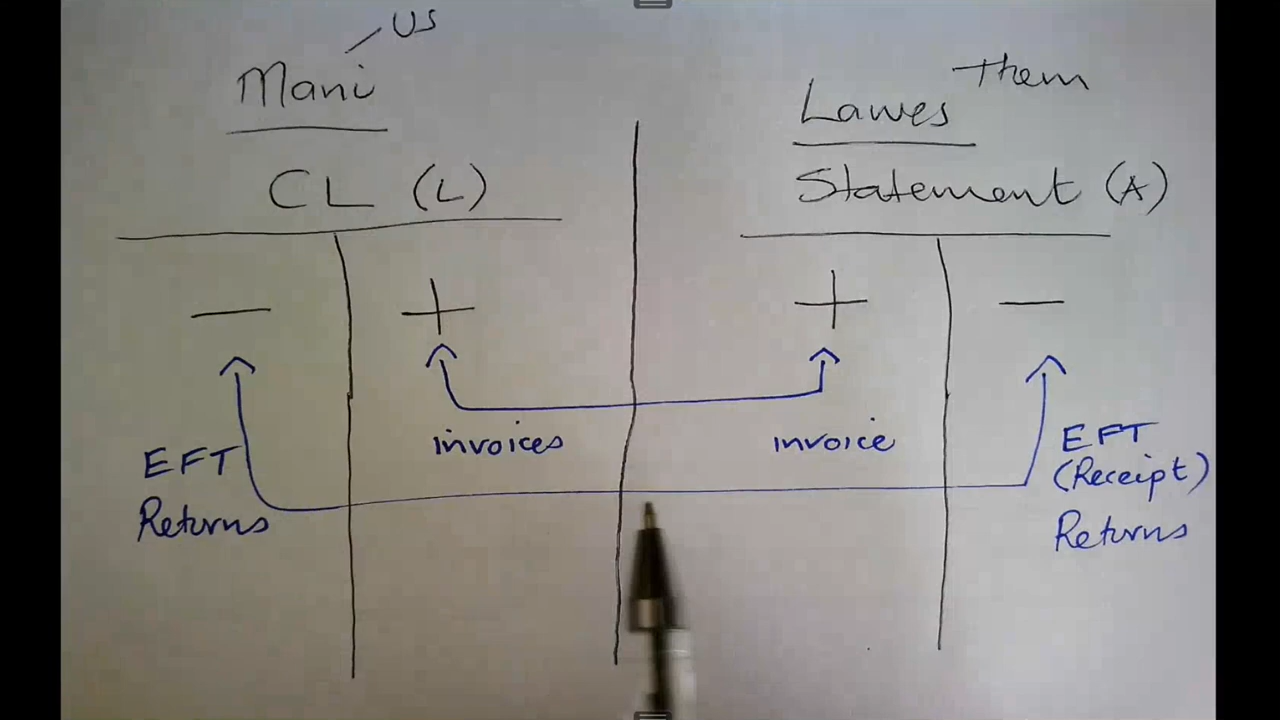 Us
Mani
CL (L)
− +
invoices
EFT
Returns
Them
Lawes
Statement (A)
+ −
invoice
EFT
(Receipt)
Returns